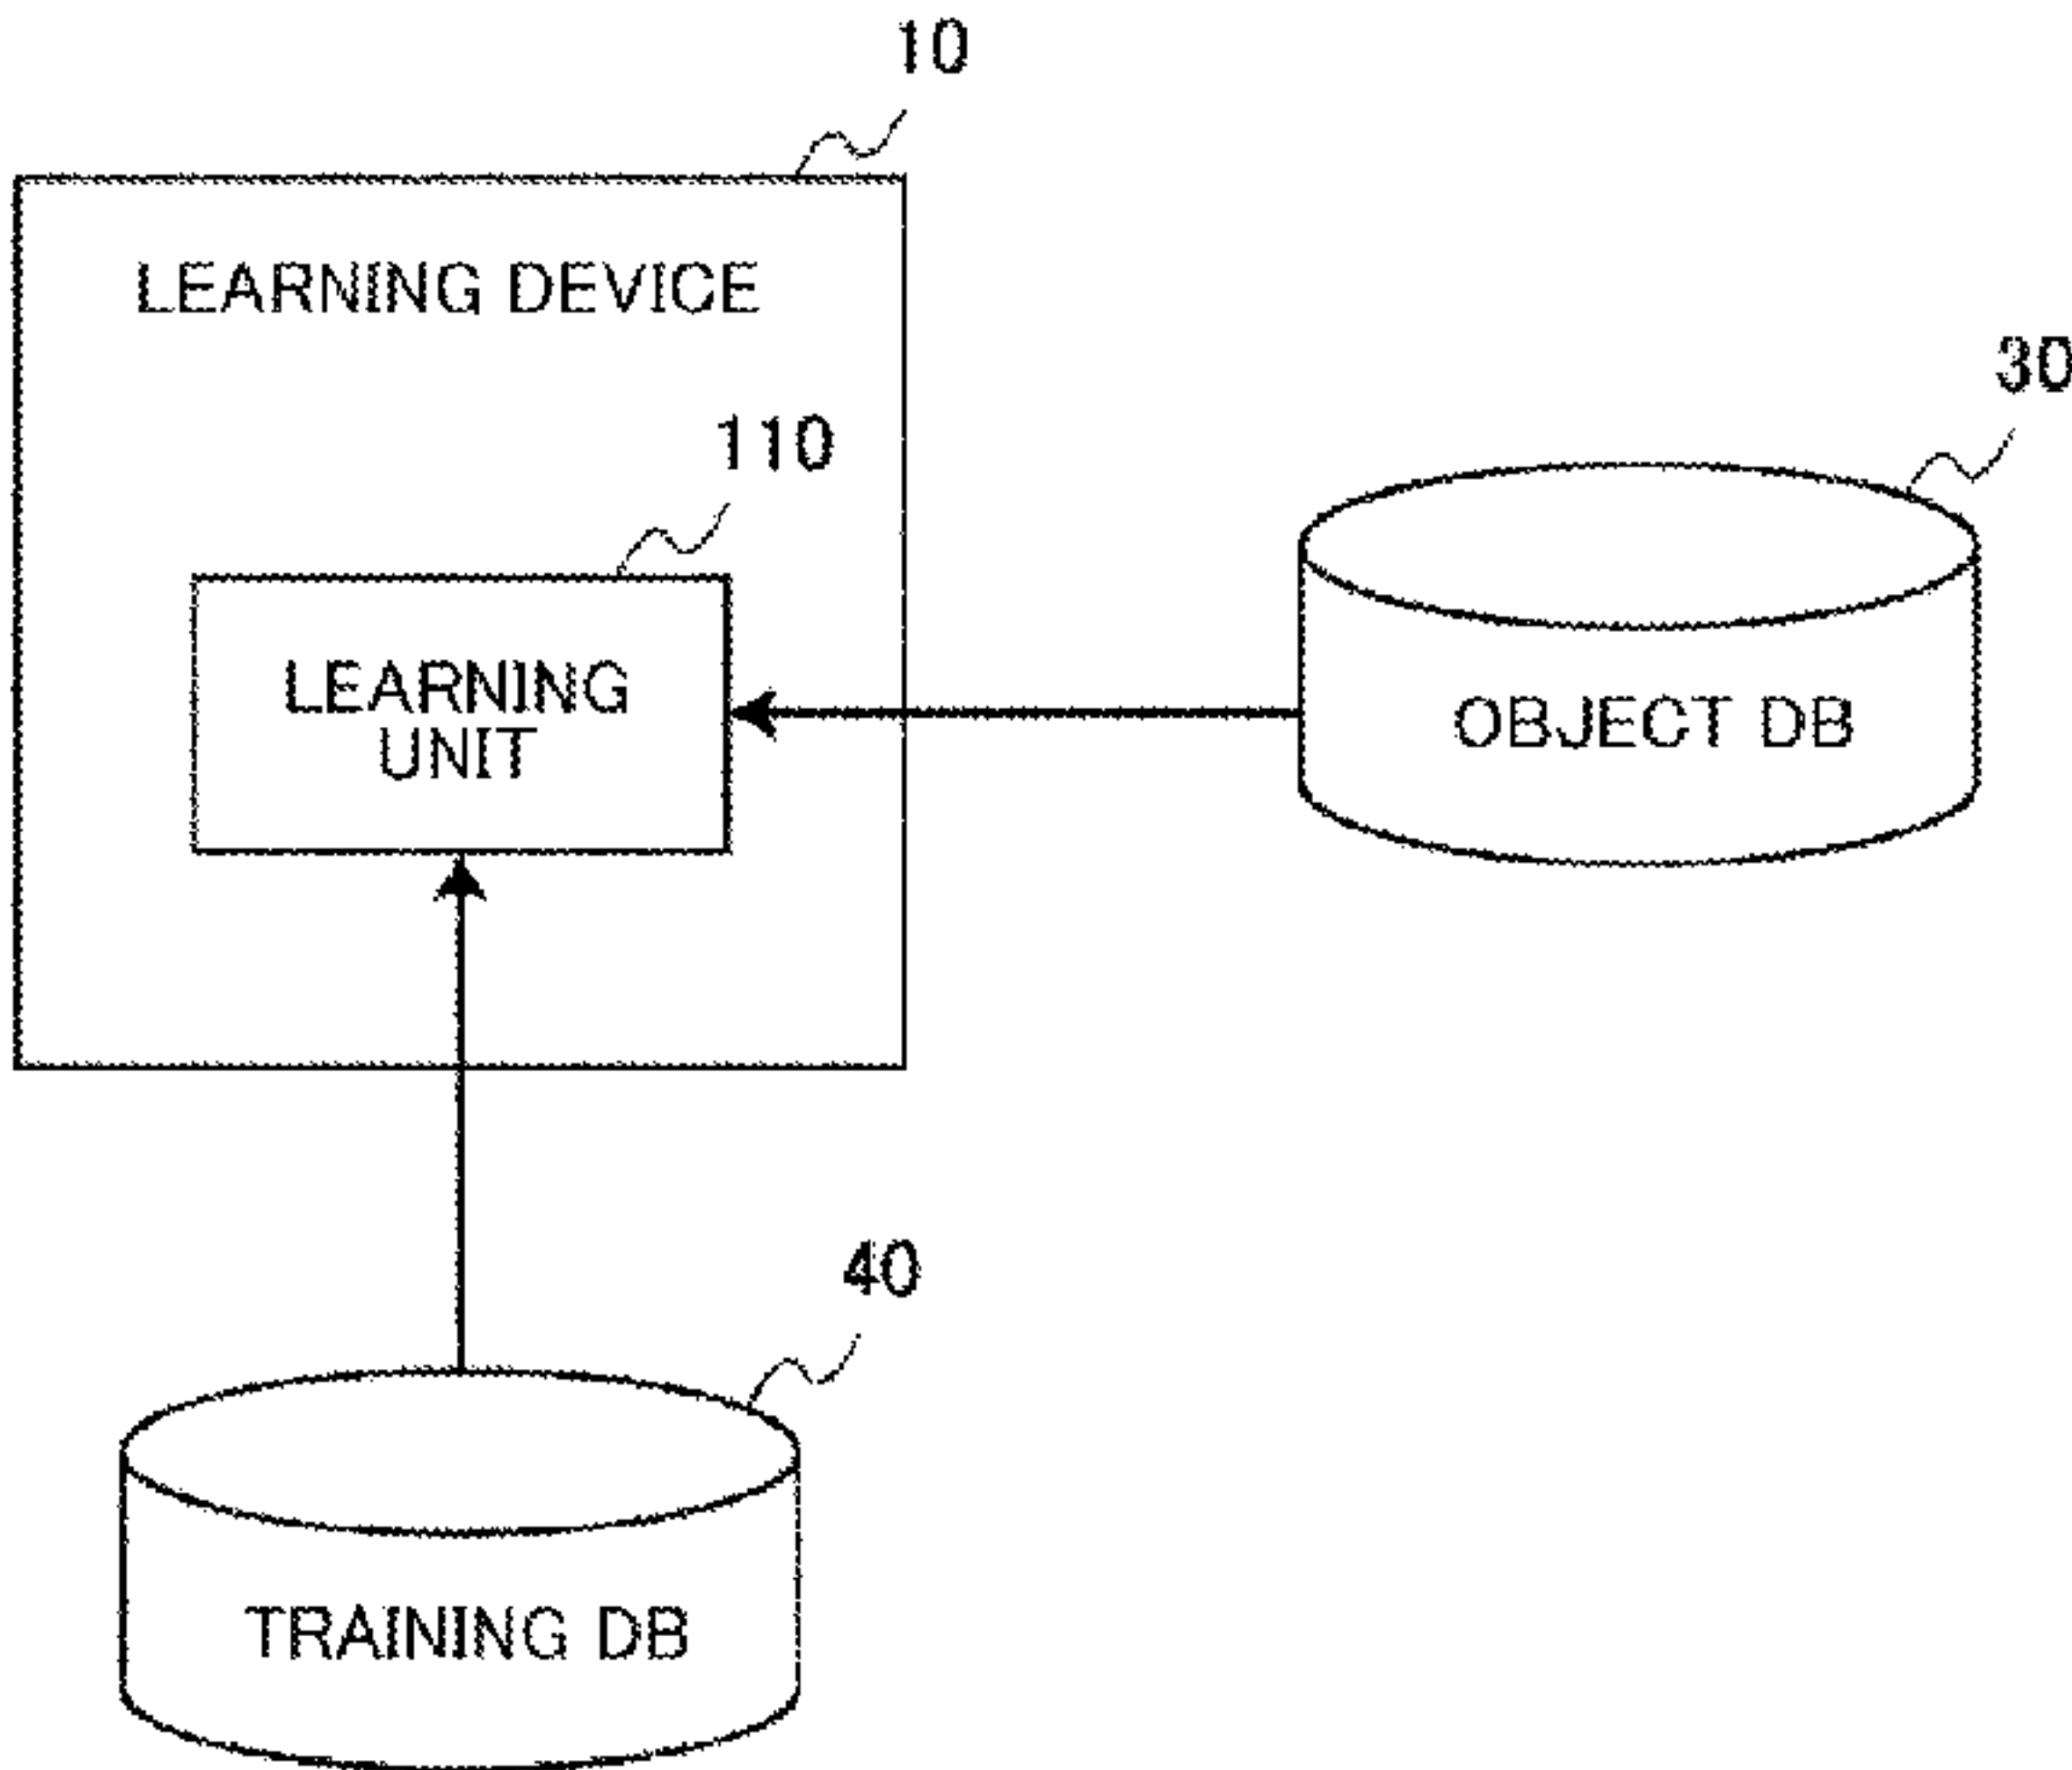 10
LEARNING DEVICE
30
110
LEARNING
UNIT
OBJECT DB
40
TRAINING DB